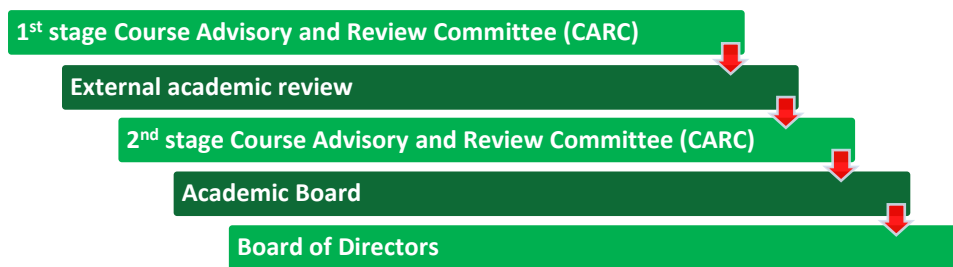 1st stage Course Advisory and Review Committee (CARC)
External academic review
2nd stage Course Advisory and Review Committee (CARC)
Academic Board
Board of Directors